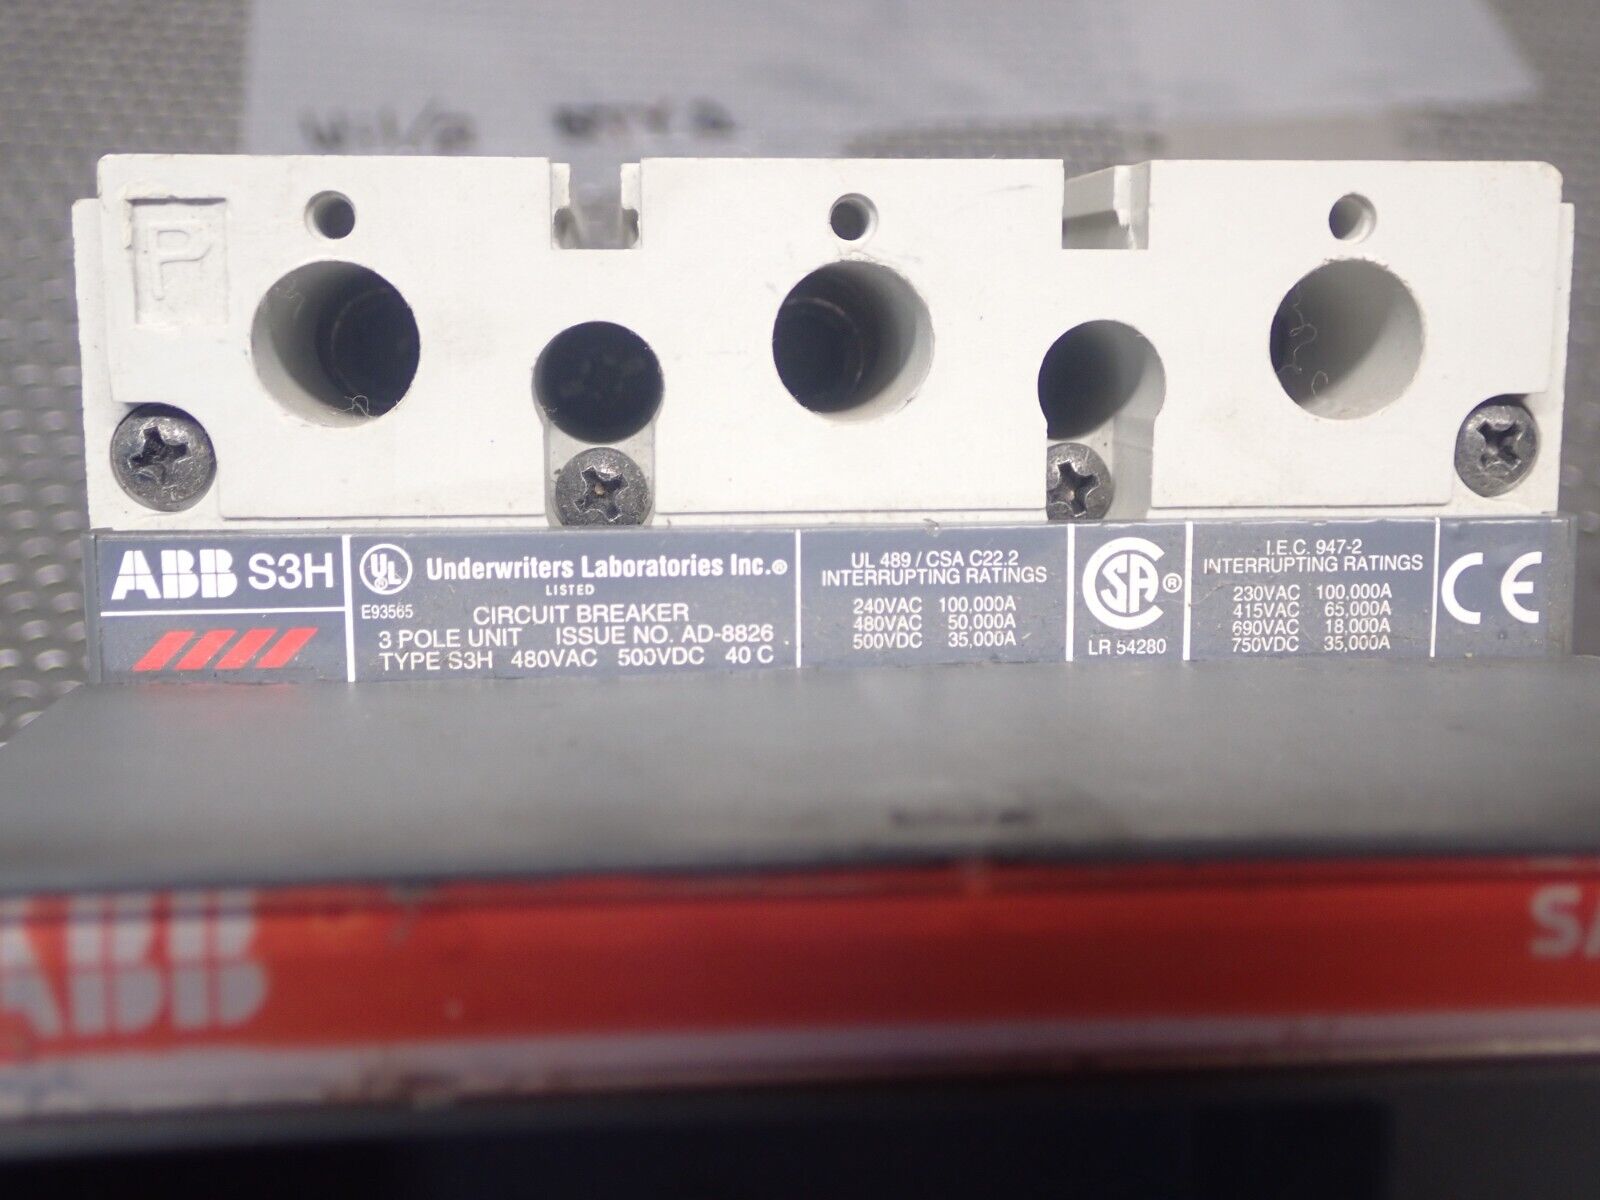 P
ABB S3H
UL®
E93565
Underwriters Laboratories Inc.®
LISTED
CIRCUIT BREAKER
3 POLE UNIT ISSUE NO. AD-8826
TYPE S3H 480VAC 500VDC 40°C
UL 489 / CSA C22.2
INTERRUPTING RATINGS
240VAC 100,000A
480VAC 50,000A
500VDC 35,000A
CSA®
LR 54280
I.E.C. 947-2
INTERRUPTING RATINGS
230VAC 100,000A
415VAC 65,000A
690VAC 18,000A
750VDC 35,000A
CE
ABB